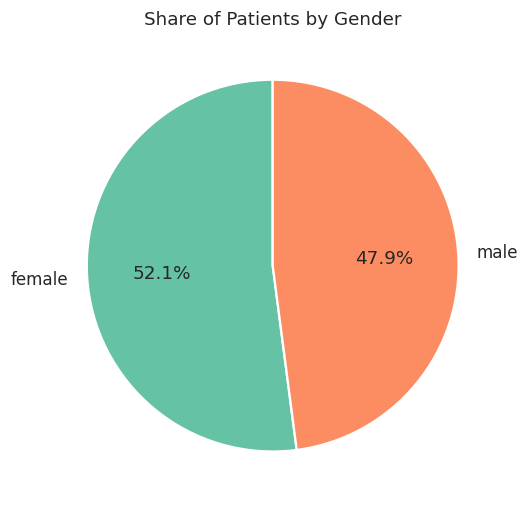 Share of Patients by Gender
female
52.1%
47.9%
male